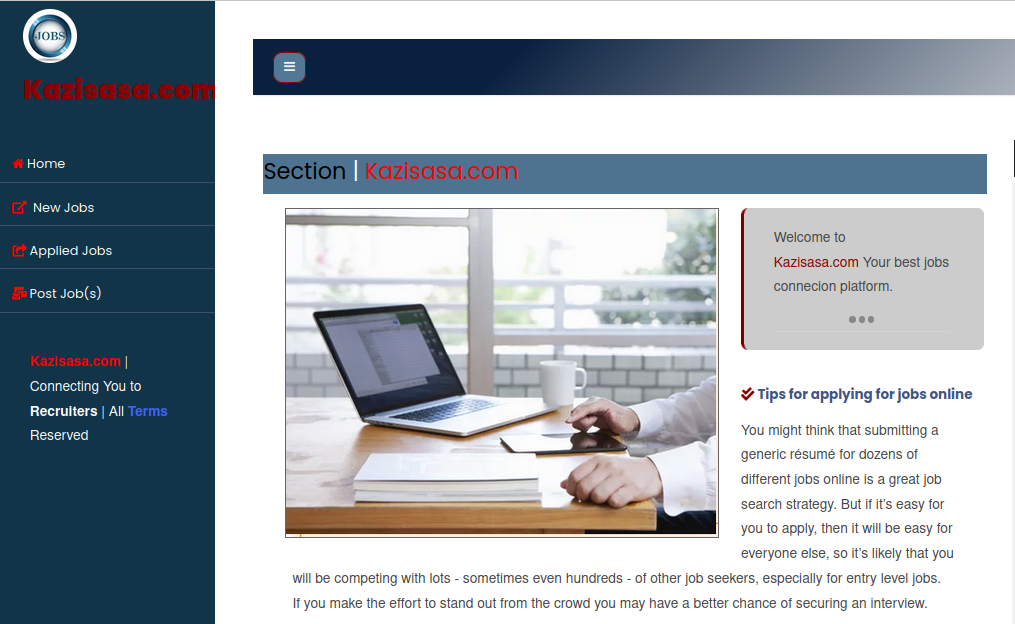 JOBS
Kazisasa.com
Home
New Jobs
Applied Jobs
Post Job(s)
Kazisasa.com |
Connecting You to
Recruiters | All Terms
Reserved
Section | Kazisasa.com
Welcome to
Kazisasa.com Your best jobs
connecion platform.
Tips for applying for jobs online
You might think that submitting a
generic résumé for dozens of
different jobs online is a great job
search strategy. But if it’s easy for
you to apply, then it will be easy for
everyone else, so it’s likely that you
will be competing with lots - sometimes even hundreds - of other job seekers, especially for entry level jobs.
If you make the effort to stand out from the crowd you may have a better chance of securing an interview.